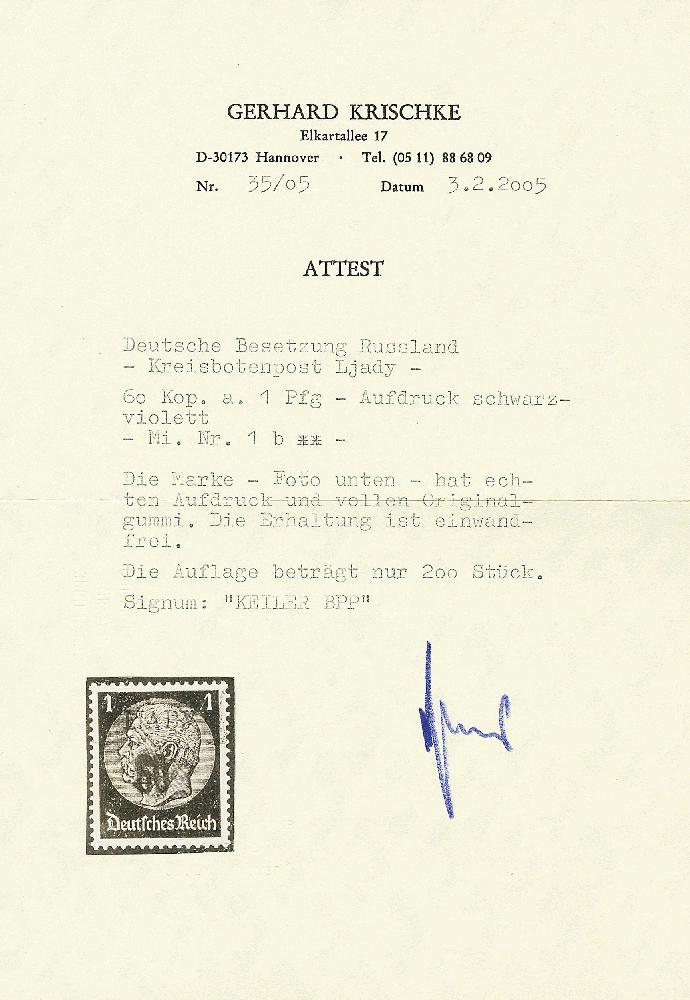 GERHARD KRISCHKE
Elkartallee 17
D-30173 Hannover · Tel. (05 11) 88 68 09
Nr. 35/05 Datum 3.2.2005
ATTEST
Deutsche Besetzung Russland
- Kreisbotenpost Ljady -
60 Kop. a. 1 Pfg - Aufdruck schwarz-
violett
- Mi. Nr. 1 b ** -
Die Marke - Foto unten - hat ech-
ten Aufdruck und vollen Original-
gummi. Die Erhaltung ist einwand-
frei.
Die Auflage beträgt nur 200 Stück.
Signum: "KEILER BPP"
1 1
60
Deutsches Reich